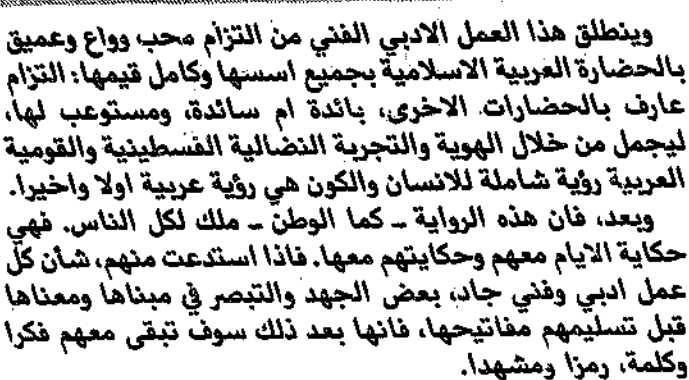 وينطلق هذا العمل الادبي الفني من التزام محب وواع وعميق
بالحضارة العربية الاسلامية بجميع اسسها وكامل قيمها: التزام
عارف بالحضارات الاخرى، بائدة ام سائدة، ومستوعب لها،
ليجمل من خلال الهوية والتجربة النضالية الفسطينية والقومية
العربية رؤية شاملة للانسان والكون هي رؤية عربية اولا واخيرا.
وبعد، فان هذه الرواية ـ كما الوطن ـ ملك لكل الناس. فهي
حكاية الايام معهم وحكايتهم معها. فاذا استدعت منهم، شأن كل
عمل ادبي وفني جاد، بعض الجهد والتبصر في مبناها ومعناها
قبل تسليمهم مفاتيحها، فانها بعد ذلك سوف تبقى معهم فكرا
وكلمة، رمزا ومشهدا.